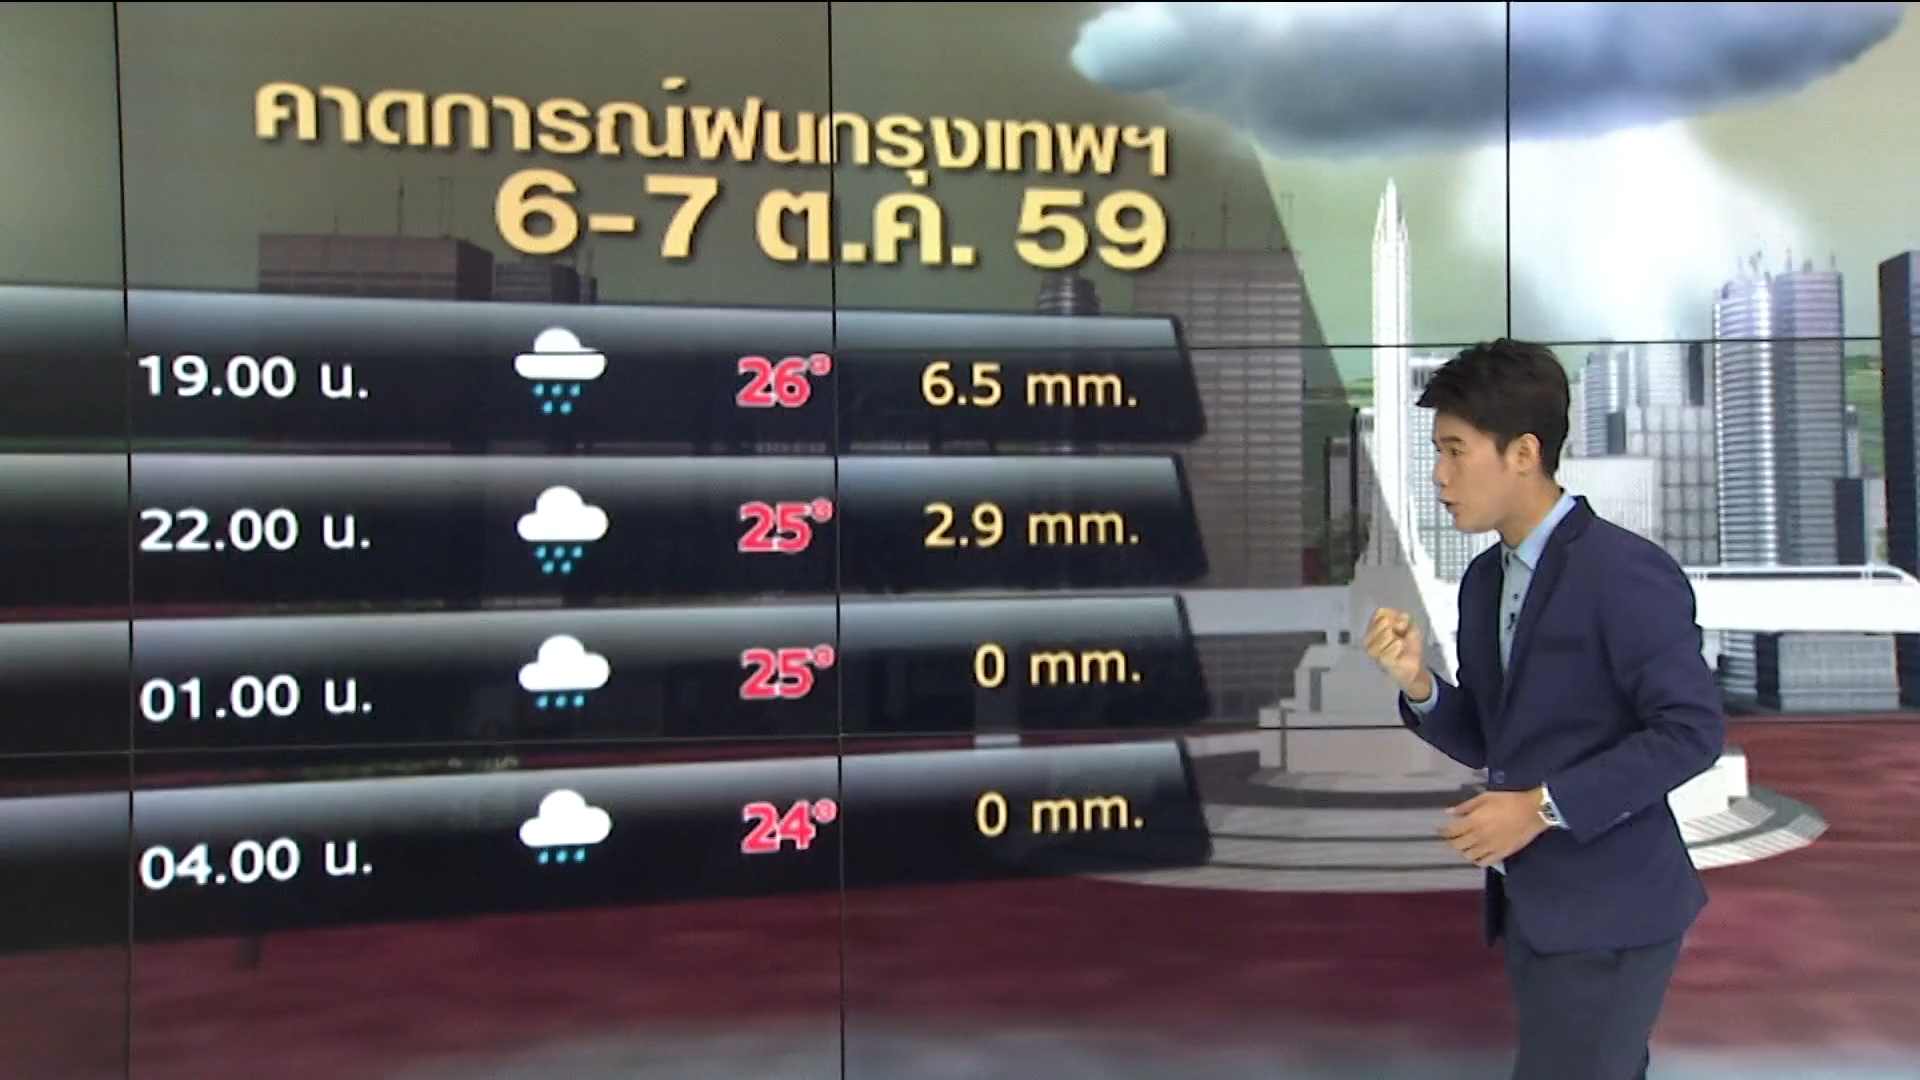 คาดการณ์ฝนกรุงเทพฯ
6-7 ต.ค. 59
19.00 น. 26° 6.5 mm.
22.00 น. 25° 2.9 mm.
01.00 น. 25° 0 mm.
04.00 น. 24° 0 mm.